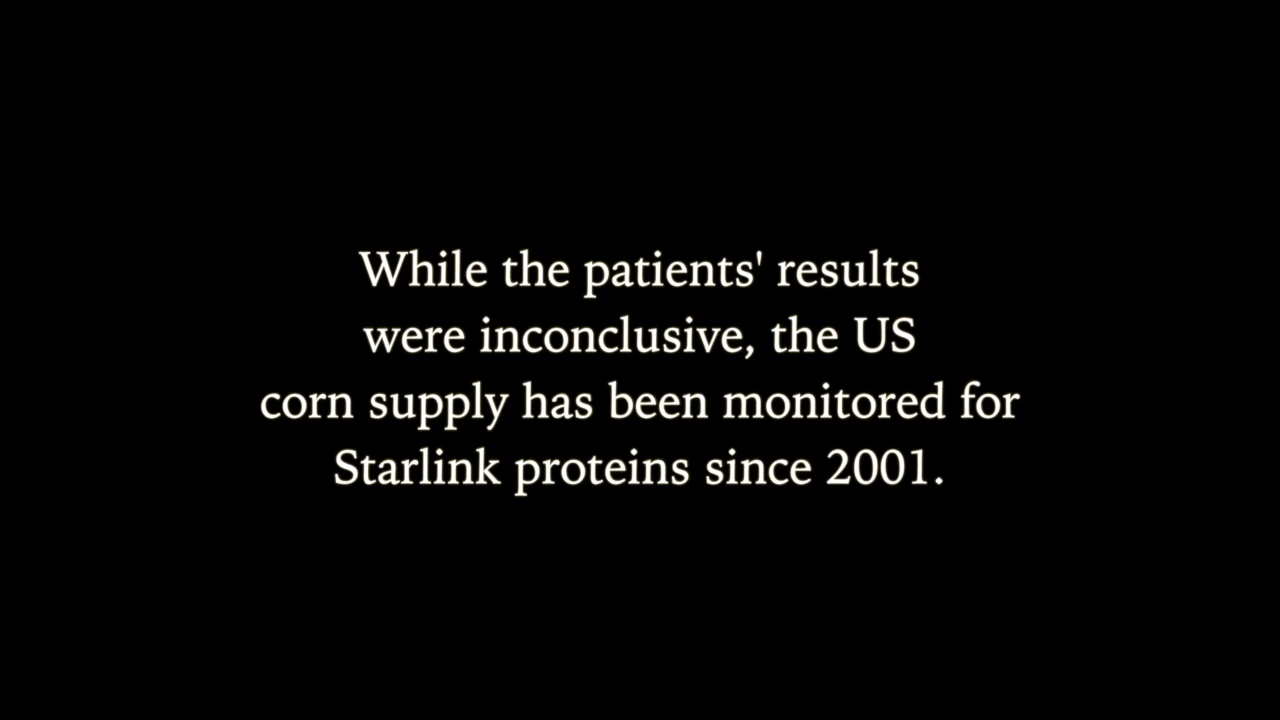 While the patients' results
were inconclusive, the US
corn supply has been monitored for
Starlink proteins since 2001.